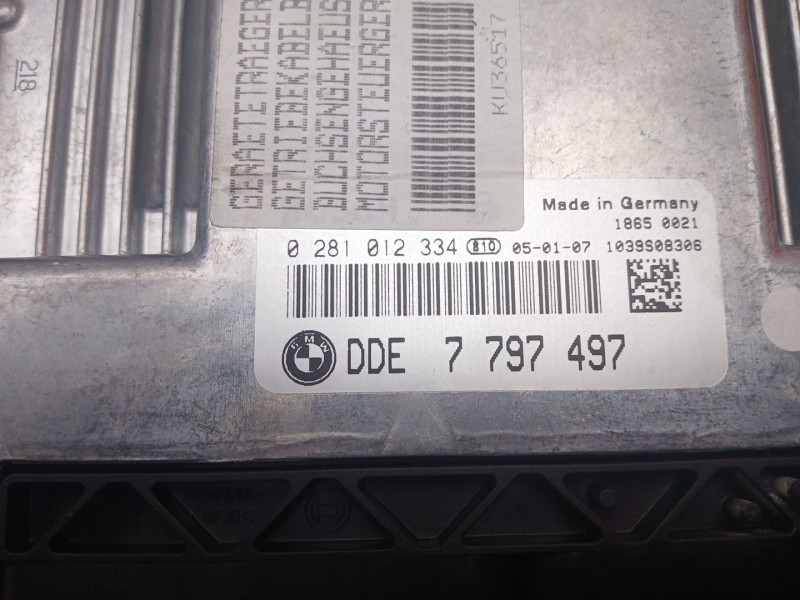 218
GERAETETRAEGER
GETRIEBEKABELB
BUCHSENGEHAEUS
MOTORSTEUERGER
KU36517
Made in Germany
1865 0021
0 281 012 334 810 05-01-07 1039S08306
BMW DDE 7 797 497